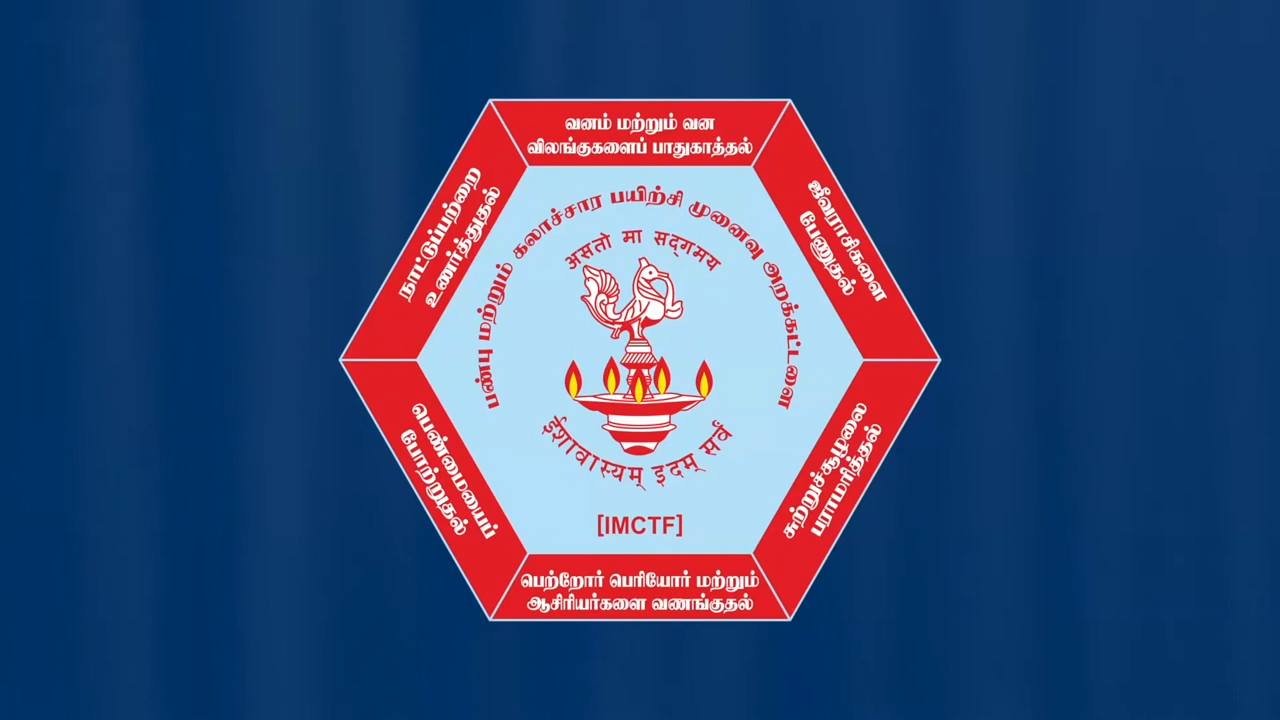 வனம் மற்றும் வன
விலங்குகளைப் பாதுகாத்தல்
ஜீவராசிகளை
பேணுதல்
சுற்றுச்சூழலை
பராமரித்தல்
பெற்றோர் பெரியோர் மற்றும்
ஆசிரியர்களை வணங்குதல்
பெண்மையைப்
போற்றுதல்
நாட்டுப்பற்றை
உணர்த்துதல்
பண்பு மற்றும் கலாச்சார பயிற்சி முனைவு அறக்கட்டளை
असतो मा सद्गमय
ईशावास्यम् इदम् सर्वं
[IMCTF]